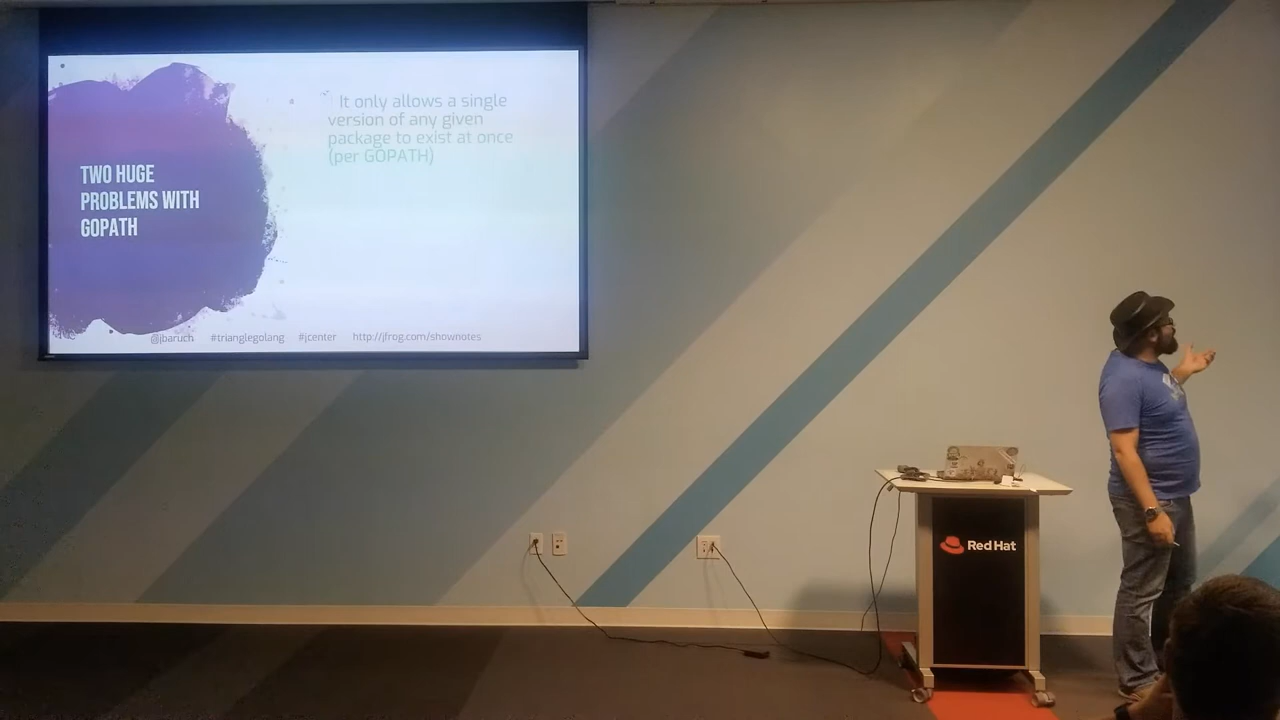 TWO HUGE
PROBLEMS WITH
GOPATH
It only allows a single
version of any given
package to exist at once
(per GOPATH)
@jbaruch #trianglegolang #jcenter http://jfrog.com/shownotes
Red Hat